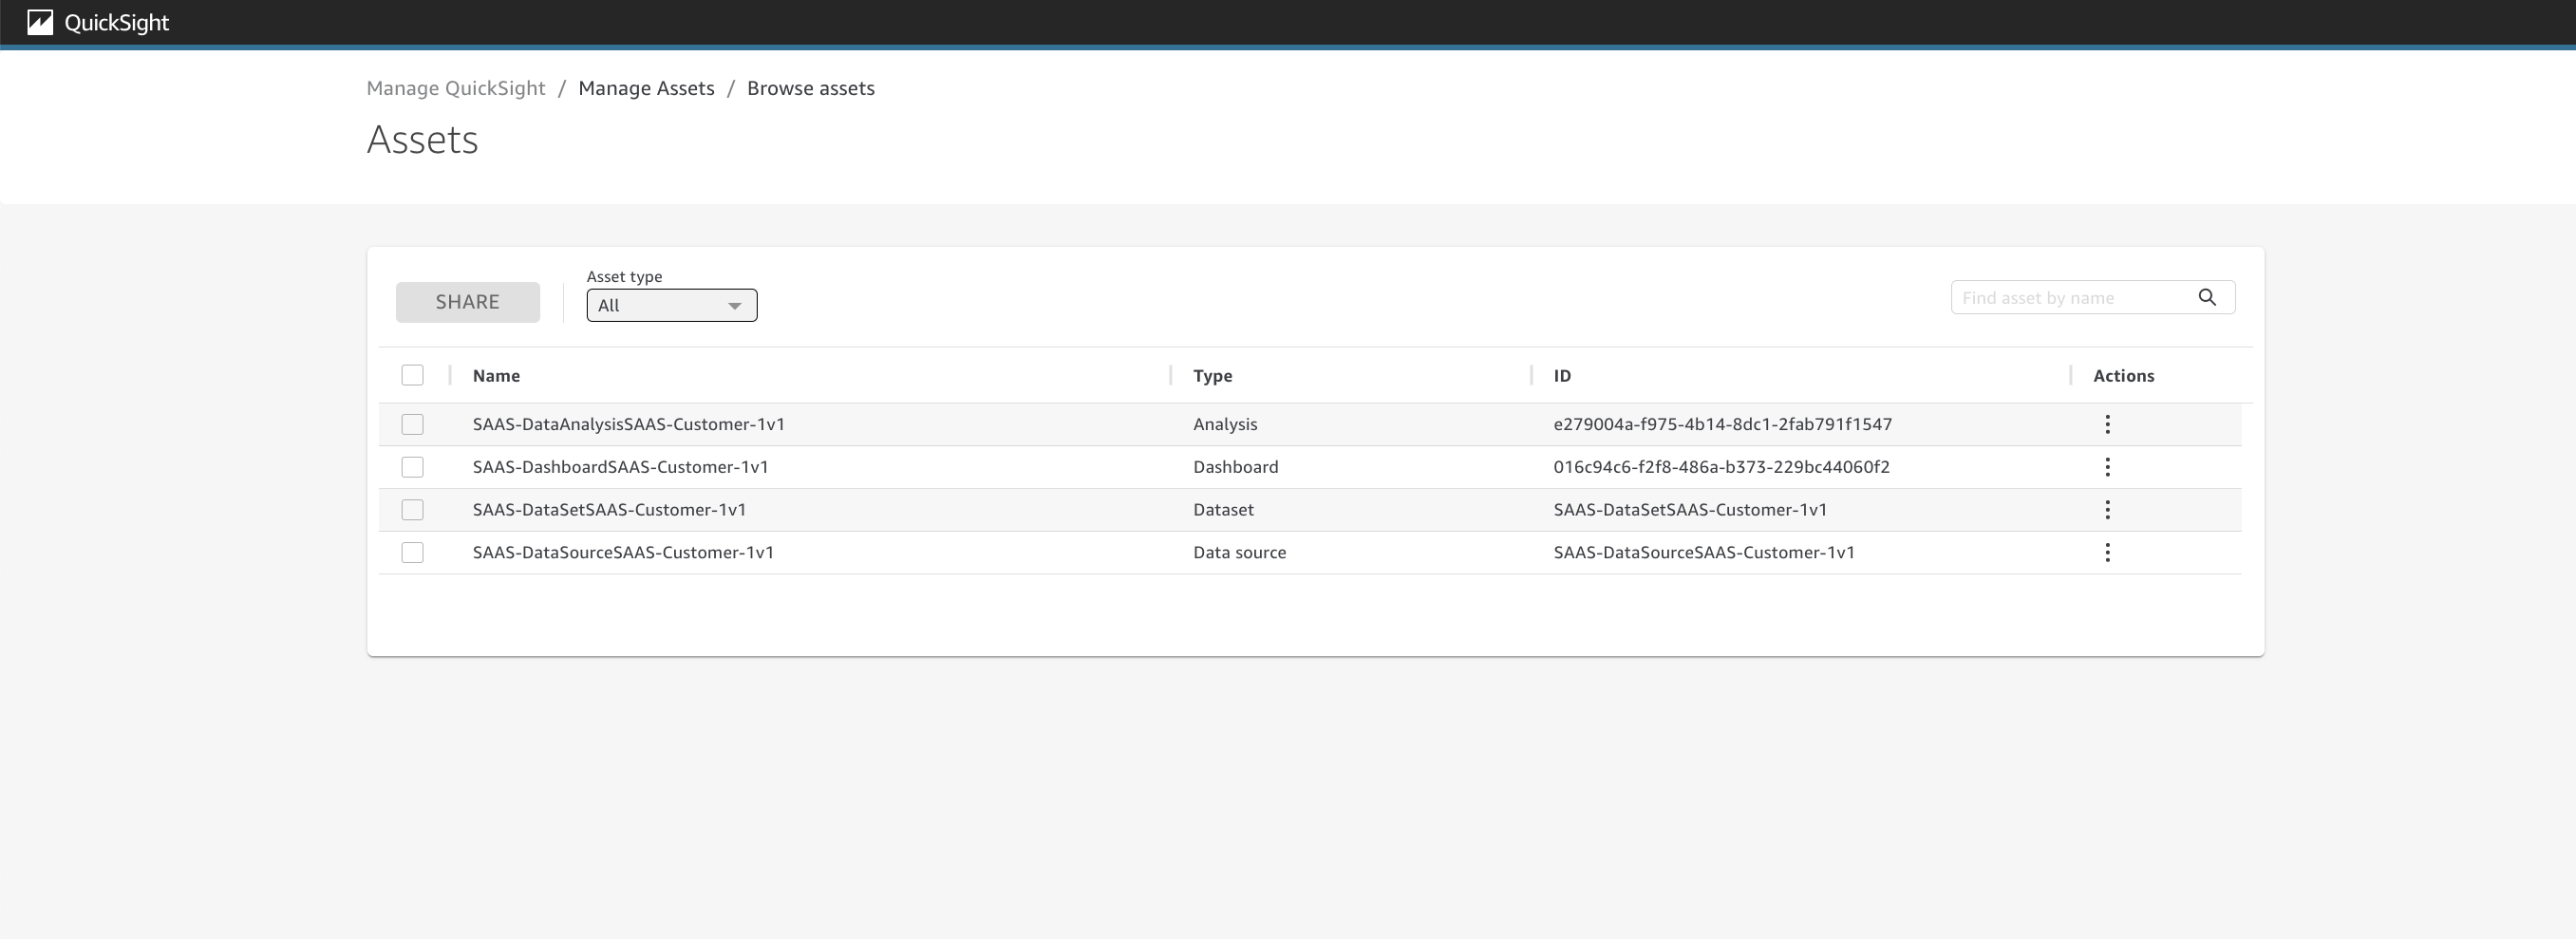 QuickSight
Manage QuickSight / Manage Assets / Browse assets
Assets
SHARE
Asset type
All
Find asset by name
Name Type ID Actions
SAAS-DataAnalysisSAAS-Customer-1v1 Analysis e279004a-f975-4b14-8dc1-2fab791f1547
SAAS-DashboardSAAS-Customer-1v1 Dashboard 016c94c6-f2f8-486a-b373-229bc44060f2
SAAS-DataSetSAAS-Customer-1v1 Dataset SAAS-DataSetSAAS-Customer-1v1
SAAS-DataSourceSAAS-Customer-1v1 Data source SAAS-DataSourceSAAS-Customer-1v1